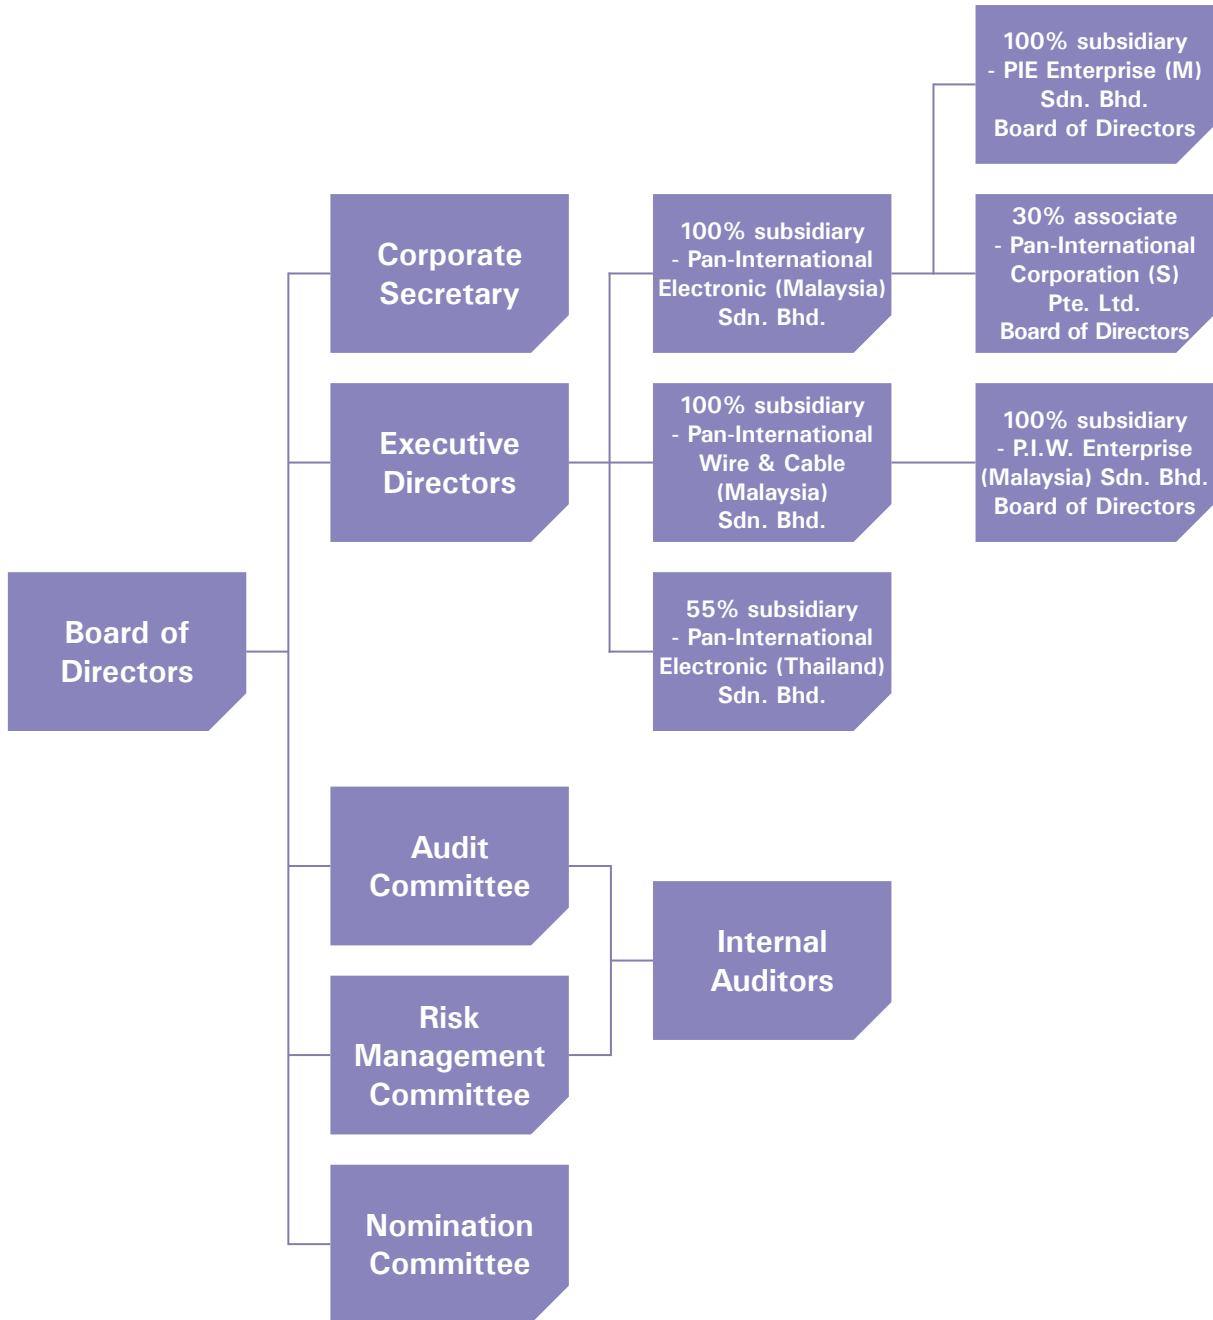 100% subsidiary
- PIE Enterprise (M)
Sdn. Bhd.
Board of Directors
Corporate
Secretary
100% subsidiary
- Pan-International
Electronic (Malaysia)
Sdn. Bhd.
30% associate
- Pan-International
Corporation (S)
Pte. Ltd.
Board of Directors
Executive
Directors
100% subsidiary
- Pan-International
Wire & Cable
(Malaysia)
Sdn. Bhd.
100% subsidiary
- P.I.W. Enterprise
(Malaysia) Sdn. Bhd.
Board of Directors
Board of
Directors
55% subsidiary
- Pan-International
Electronic (Thailand)
Sdn. Bhd.
Audit
Committee
Internal
Auditors
Risk
Management
Committee
Nomination
Committee